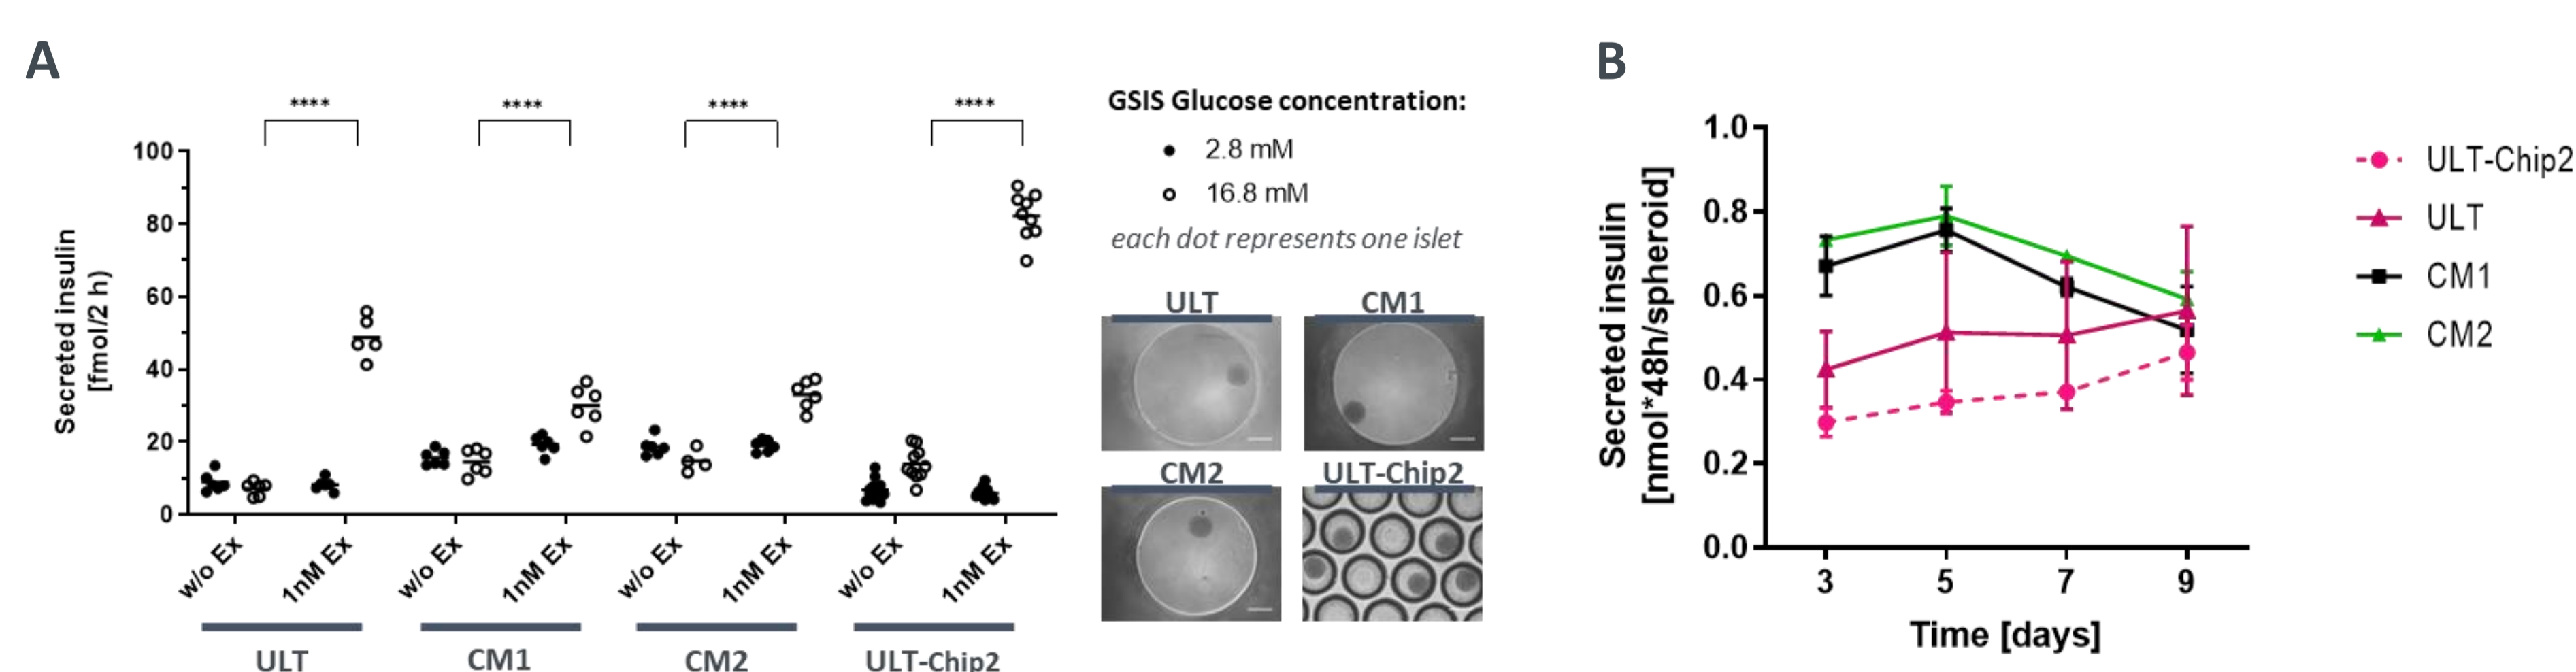 A
****
****
****
****
Secreted insulin
[fmol/2 h)
100
80
60
40
20
0
w/o Ex
1nM Ex
w/o Ex
1nM Ex
w/o Ex
1nM Ex
w/o Ex
1nM Ex
ULT
CM1
CM2
ULT-Chip2
GSIS Glucose concentration:
2.8 mM
16.8 mM
each dot represents one islet
ULT
CM1
CM2
ULT-Chip2
B
Secreted insulin
[nmol*48h/spheroid]
1.0
0.8
0.6
0.4
0.2
0.0
3
5
7
9
Time [days]
ULT-Chip2
ULT
CM1
CM2